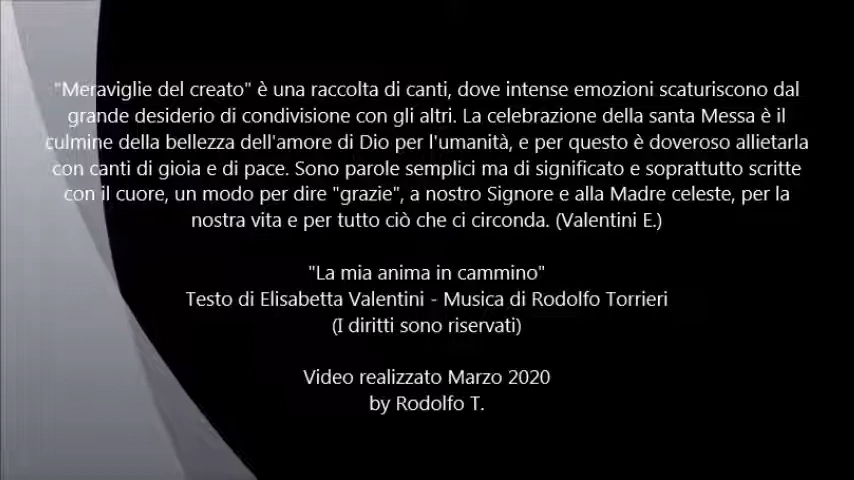 "Meraviglie del creato" è una raccolta di canti, dove intense emozioni scaturiscono dal
grande desiderio di condivisione con gli altri. La celebrazione della santa Messa è il
culmine della bellezza dell'amore di Dio per l'umanità, e per questo è doveroso allietarla
con canti di gioia e di pace. Sono parole semplici ma di significato e soprattutto scritte
con il cuore, un modo per dire "grazie", a nostro Signore e alla Madre celeste, per la
nostra vita e per tutto ciò che ci circonda. (Valentini E.)
"La mia anima in cammino"
Testo di Elisabetta Valentini - Musica di Rodolfo Torrieri
(I diritti sono riservati)
Video realizzato Marzo 2020
by Rodolfo T.